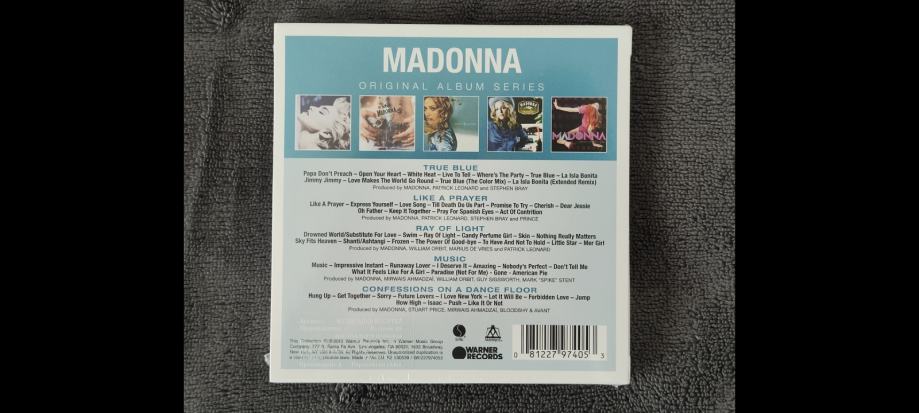 MADONNA
ORIGINAL ALBUM SERIES
MADONNA
TRUE BLUE
Papa Don't Preach – Open Your Heart – White Heat – Live To Tell – Where's The Party – True Blue – La Isla Bonita
Jimmy Jimmy – Love Makes The World Go Round – True Blue (The Color Mix) – La Isla Bonita (Extended Remix)
Produced by MADONNA, PATRICK LEONARD and STEPHEN BRAY
LIKE A PRAYER
Like A Prayer – Express Yourself – Love Song – Till Death Do Us Part – Promise To Try – Cherish – Dear Jessie
Oh Father – Keep It Together – Pray For Spanish Eyes – Act Of Contrition
Produced by MADONNA, PATRICK LEONARD, STEPHEN BRAY and PRINCE
RAY OF LIGHT
Drowned World/Substitute For Love – Swim – Ray Of Light – Candy Perfume Girl – Skin – Nothing Really Matters
Sky Fits Heaven – Shanti/Ashtangi – Frozen – The Power Of Good-bye – To Have And Not To Hold – Little Star – Mer Girl
Produced by MADONNA, WILLIAM ORBIT, MARIUS DE VRIES and PATRICK LEONARD
MUSIC
Music – Impressive Instant – Runaway Lover – I Deserve It – Amazing – Nobody's Perfect – Don't Tell Me
What It Feels Like For A Girl – Paradise (Not For Me) - Gone - American Pie
Produced by MADONNA, MIRWAIS AHMADZAÏ, WILLIAM ORBIT, GUY SIGSWORTH, MARK "SPIKE" STENT
CONFESSIONS ON A DANCE FLOOR
Hung Up – Get Together – Sorry – Future Lovers – I Love New York – Let It Will Be – Forbidden Love – Jump
How High – Isaac – Push – Like It Or Not
Produced by MADONNA, STUART PRICE, MIRWAIS AHMADZAÏ, BLOODSHY & AVANT
WARNER
RECORDS
0 81227 97405 3